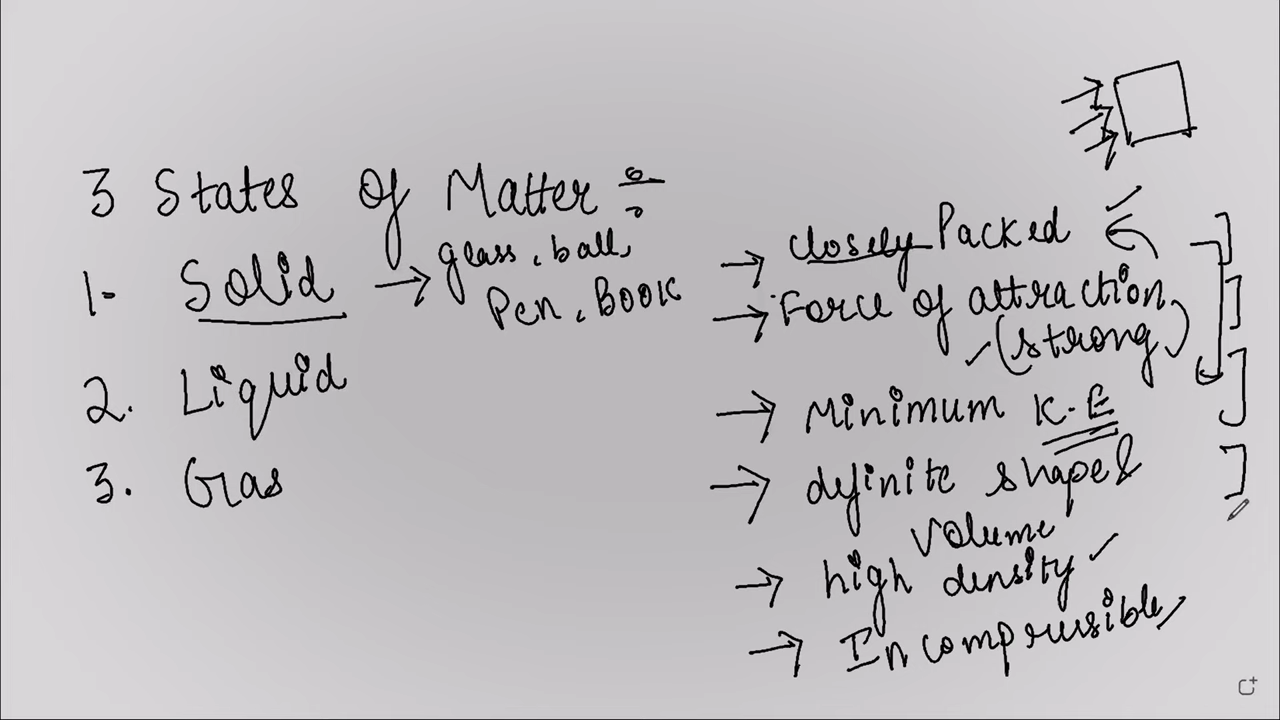 3 States Of Matter :
1- Solid → glass, ball,
Pen, Book
2. Liquid
3. Gas
→ closely Packed
→ Force of attraction
(strong)
→ Minimum K.E
→ definite shape &
Volume
→ high density
→ Incompressible